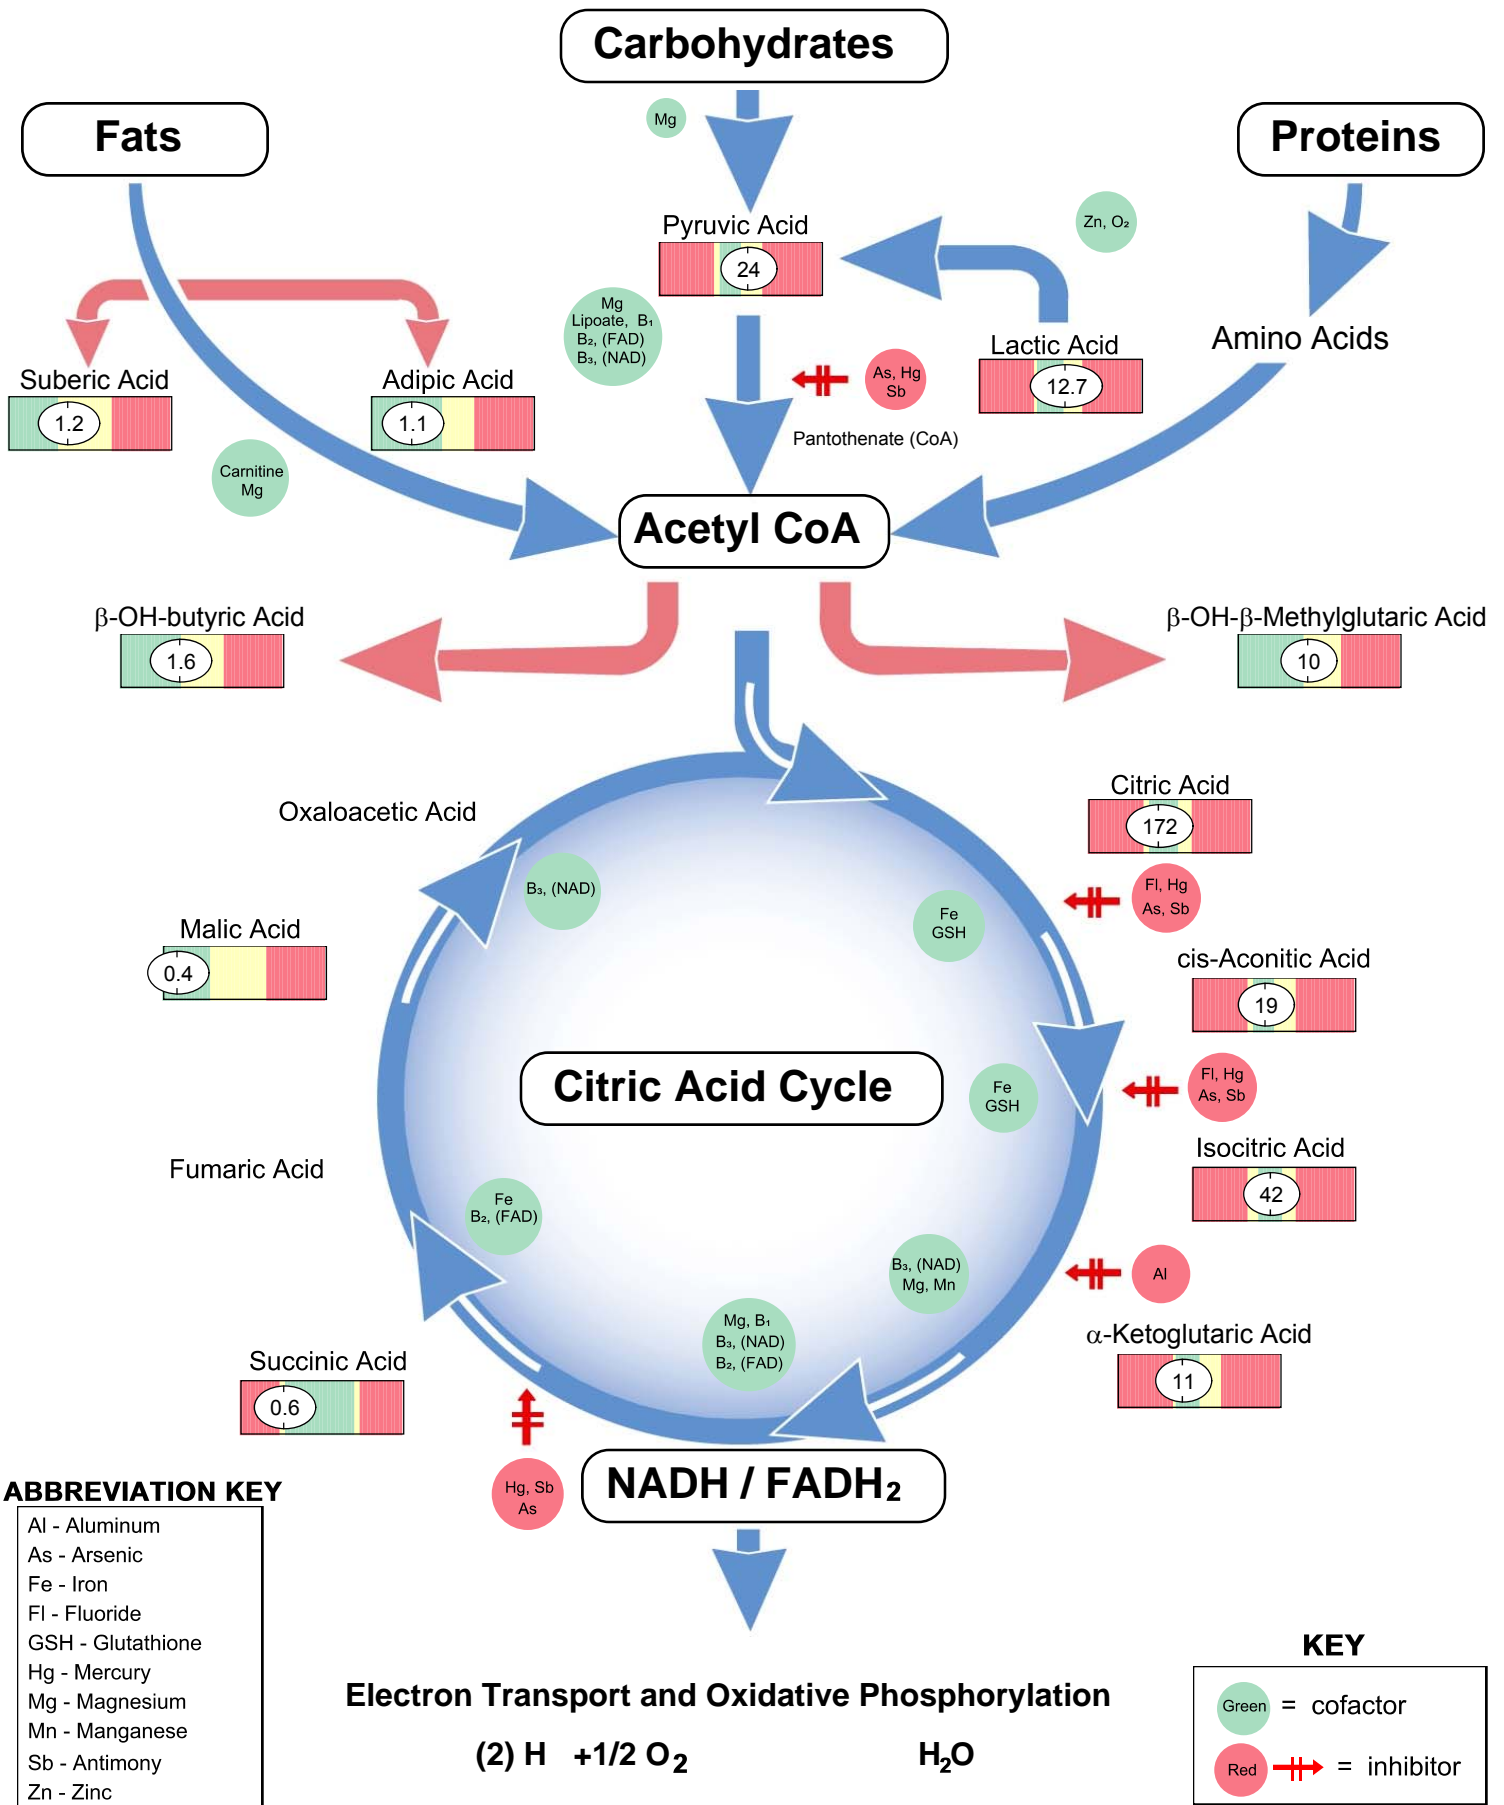 Carbohydrates
Fats
Mg
Proteins
Zn, O₂
Pyruvic Acid
24
Mg
Lipoate, B₁
B₂, (FAD)
B₃, (NAD)
Lactic Acid
12.7
Amino Acids
As, Hg
Sb
Suberic Acid
1.2
Adipic Acid
1.1
Pantothenate (CoA)
Carnitine
Mg
Acetyl CoA
β-OH-butyric Acid
1.6
β-OH-β-Methylglutaric Acid
10
Oxaloacetic Acid
Citric Acid
172
B₃, (NAD)
Fl, Hg
As, Sb
Fe
GSH
Malic Acid
0.4
cis-Aconitic Acid
19
Citric Acid Cycle
Fe
GSH
Fl, Hg
As, Sb
Isocitric Acid
42
Fumaric Acid
Fe
B₂, (FAD)
B₃, (NAD)
Mg, Mn
Al
Mg, B₁
B₃, (NAD)
B₂, (FAD)
α-Ketoglutaric Acid
11
Succinic Acid
0.6
Hg, Sb
As
NADH / FADH₂
ABBREVIATION KEY
Al - Aluminum
As - Arsenic
Fe - Iron
Fl - Fluoride
GSH - Glutathione
Hg - Mercury
Mg - Magnesium
Mn - Manganese
Sb - Antimony
Zn - Zinc
Electron Transport and Oxidative Phosphorylation
(2) H +1/2 O₂ H₂O
KEY
Green = cofactor
Red = inhibitor